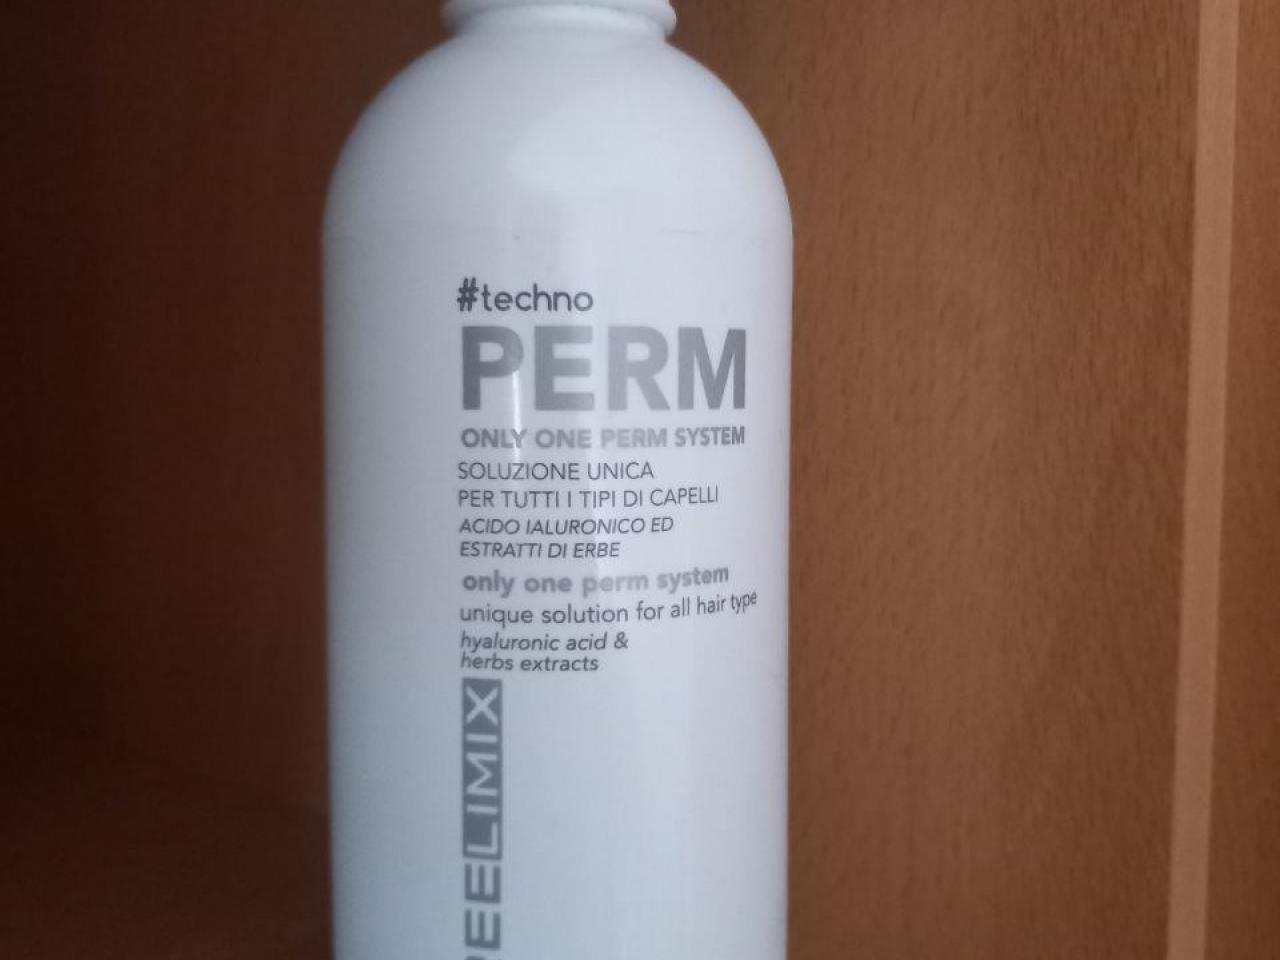 #techno
PERM
ONLY ONE PERM SYSTEM
SOLUZIONE UNICA
PER TUTTI I TIPI DI CAPELLI
ACIDO IALURONICO ED
ESTRATTI DI ERBE
only one perm system
unique solution for all hair type
hyaluronic acid &
herbs extracts
EELIMIX